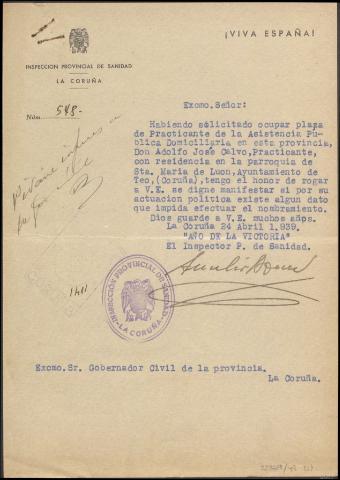 ¡VIVA ESPAÑA!
INSPECCION PROVINCIAL DE SANIDAD
LA CORUÑA
Núm. 548.-
Excmo. Señor:
Habiendo solicitado ocupar plaza
de Practicante de la Asistencia Pú-
blica Domiciliaria en esta provincia,
Don Adolfo José Calvo, Practicante,
con residencia en la parroquia de
Sta. Maria de Luou, Ayuntamiento de
Teo, (Coruña), tengo el honor de rogar
a V.E. se digne manifestar si por su
actuación politica existe algun dato
que impida efectuar el nombramiento.
Dios guarde a V.E. muchos añps.
La Coruña 24 Abril 1.939.
"AÑO DE LA VICTORIA"
El Inspector P. de Sanidad.
INSPECCIÓN PROVINCIAL DE SANIDAD
LA CORUÑA
1141
Excmo. Sr. Gobernador Civil de la provincia.
La Coruña.